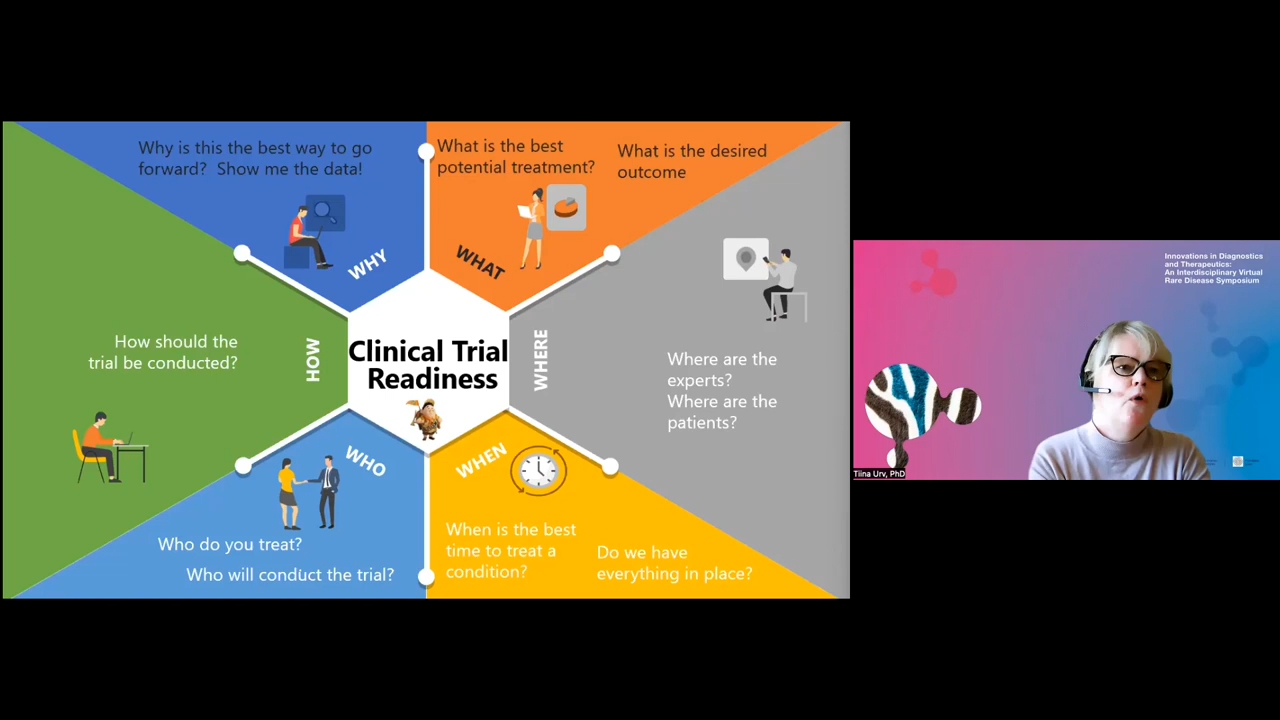 Why is this the best way to go
forward? Show me the data!
WHY
What is the best
potential treatment?
What is the desired
outcome
WHAT
How should the
trial be conducted?
HOW
Clinical Trial
Readiness
WHERE
Where are the
experts?
Where are the
patients?
WHO
Who do you treat?
Who will conduct the trial?
WHEN
When is the best
time to treat a
condition?
Do we have
everything in place?
Innovations in Diagnostics
and Therapeutics:
An Interdisciplinary Virtual
Rare Disease Symposium
Tiina Urv, PhD